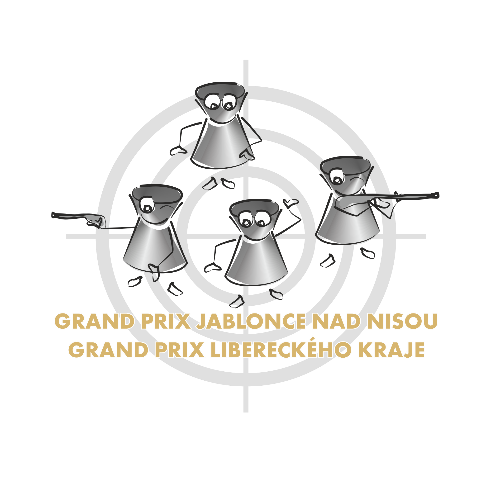 GRAND PRIX JABLONCE NAD NISOU
GRAND PRIX LIBERECKÉHO KRAJE